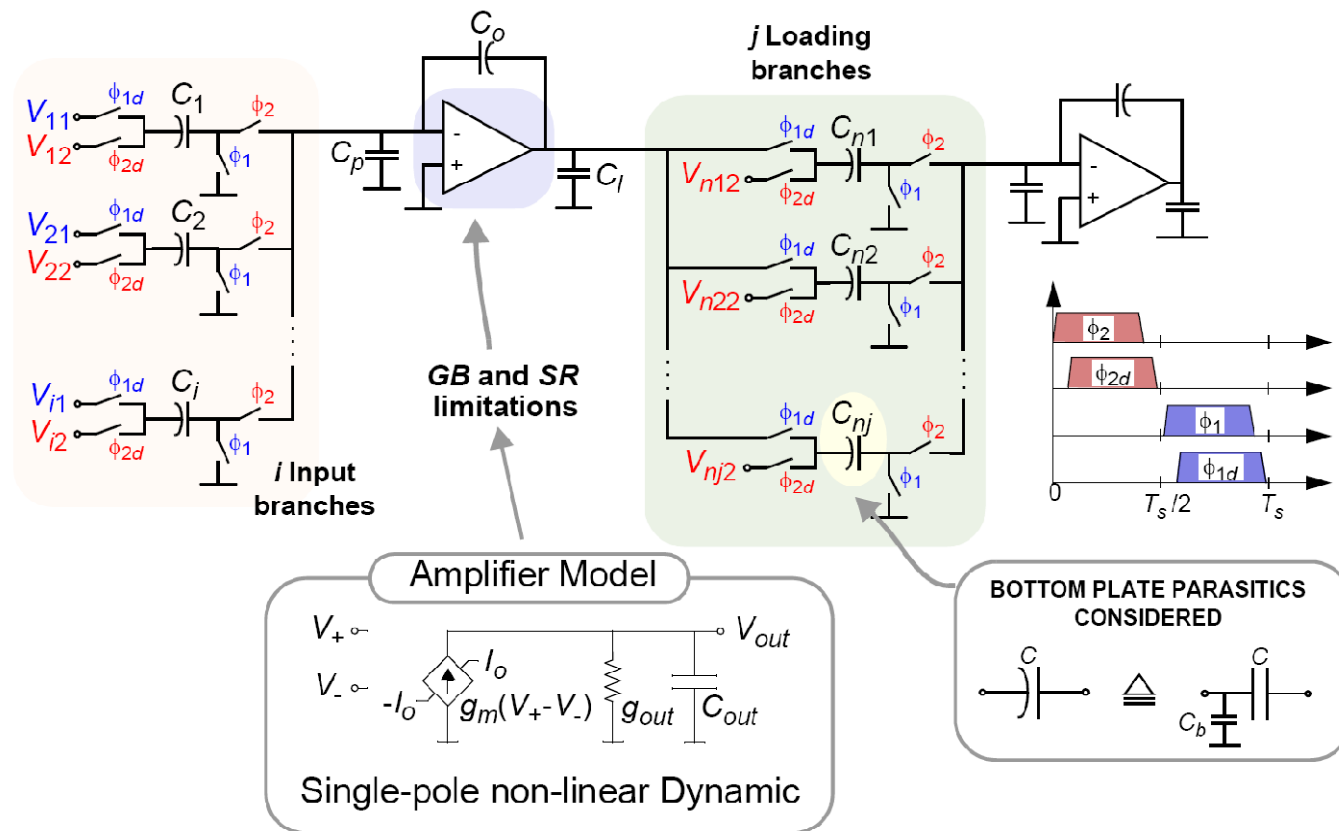 C_o
j Loading
branches
V_11
ϕ_1d
C_1
ϕ_2
V_12
ϕ_2d
ϕ_1
C_p
-
+
C_l
V_21
ϕ_1d
C_2
ϕ_2
V_22
ϕ_2d
ϕ_1
V_i1
ϕ_1d
C_i
ϕ_2
V_i2
ϕ_2d
ϕ_1
i Input
branches
GB and SR
limitations
ϕ_1d
C_n1
ϕ_2
V_n12
ϕ_2d
ϕ_1
ϕ_1d
C_n2
ϕ_2
V_n22
ϕ_2d
ϕ_1
ϕ_1d
C_nj
ϕ_2
V_nj2
ϕ_2d
ϕ_1
-
+
ϕ_2
ϕ_2d
ϕ_1
ϕ_1d
0
T_s/2
T_s
Amplifier Model
V_+
V_-
I_o
-I_o
g_m(V_+-V_-)
g_out
C_out
V_out
Single-pole non-linear Dynamic
BOTTOM PLATE PARASITICS
CONSIDERED
C
C
C_b